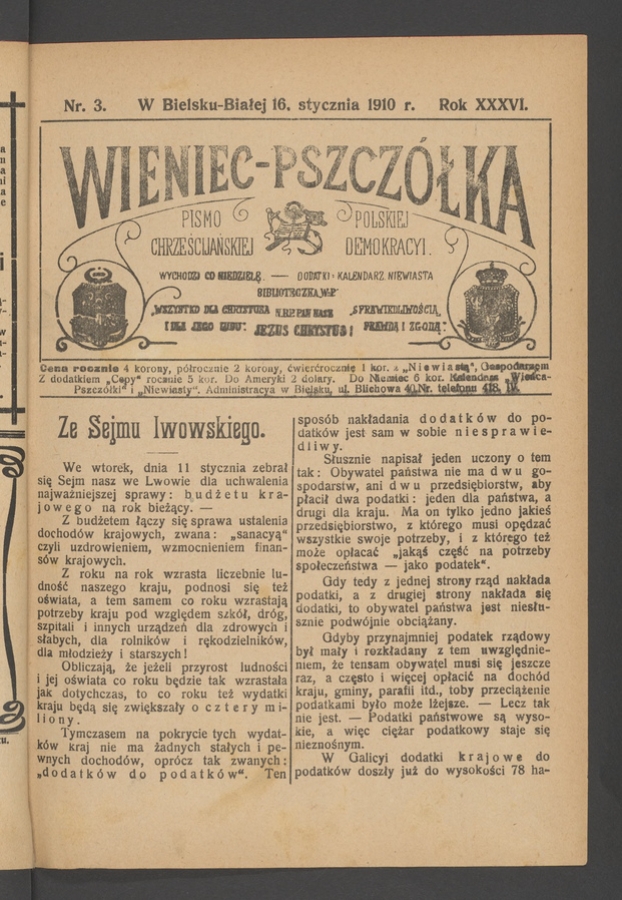 Nr. 3. W Bielsku-Białej 16. stycznia 1910 r. Rok XXXVI.
WIENIEC-PSZCZÓŁKA
PISMO POLSKIEJ
CHRZEŚCIJAŃSKIEJ DEMOKRACYI.
WYCHODZI CO NIEDZIELĘ. — DODATKI: KALENDARZ NIEWIASTA
BIBLIOTECZKA W.P.
„WSZYSTKO DLA CHRYSTUSA „SPRAWIEDLIWOŚCIĄ,
I DLA JEGO LUDU". JEZUS CHRYSTUS! PRAWDĄ I ZGODĄ."
Cena rocznie 4 korony, półrocznie 2 korony, ćwierćrocznie 1 kor. z „Niewiastą", Gospodarzem
Z dodatkiem „Cepy" rocznie 5 kor. Do Ameryki 2 dolary. Do Niemiec 6 kor. Kalendarz „Wieńca-
Pszczółki" i „Niewiasty". Administracya w Bielsku, ul. Blichowa 40. Nr. telefonu 418. IV.
Ze Sejmu lwowskiego.
We wtorek, dnia 11 stycznia zebrał
się Sejm nasz we Lwowie dla uchwalenia
najważniejszej sprawy: budżetu kra-
jowego na rok bieżący. —
Z budżetem łączy się sprawa ustalenia
dochodów krajowych, zwana: „sanacyą"
czyli uzdrowieniem, wzmocnieniem finan-
sów krajowych.
Z roku na rok wzrasta liczebnie lu-
dność naszego kraju, podnosi się też
oświata, a tem samem co roku wzrastają
potrzeby kraju pod względem szkół, dróg,
szpitali i innych urządzeń dla zdrowych i
słabych, dla rolników i rękodzielników,
dla młodzieży i starszych!
Obliczają, że jeżeli przyrost ludności
i jej oświata co roku będzie tak wzrastała
jak dotychczas, to co roku też wydatki
kraju będą się zwiększały o cztery mi-
liony.
Tymczasem na pokrycie tych wydat-
ków kraj nie ma żadnych stałych i pe-
wnych dochodów, oprócz tak zwanych:
„dodatków do podatków". Ten
sposób nakładania dodatków do po-
datków jest sam w sobie niesprawie-
dliwy.
Słusznie napisał jeden uczony o tem
tak: Obywatel państwa nie ma dwu go-
spodarstw, ani dwu przedsiębiorstw, aby
płacił dwa podatki: jeden dla państwa, a
drugi dla kraju. Ma on tylko jedno jakieś
przedsiębiorstwo, z którego musi opędzać
wszystkie swoje potrzeby, i z którego też
może opłacać „jakąś część na potrzeby
społeczeństwa — jako podatek".
Gdy tedy z jednej strony rząd nakłada
podatki, a z drugiej strony nakłada się
dodatki, to obywatel państwa jest niesłu-
sznie podwójnie obciążany.
Gdyby przynajmniej podatek rządowy
był mały i rozkładany z tem uwzględnie-
niem, że tensam obywatel musi się jeszcze
raz, a często i więcej opłacić na dochód
kraju, gminy, parafii itd., toby przeciążenie
podatkami było może lżejsze. — Lecz tak
nie jest. — Podatki państwowe są wyso-
kie, a więc ciężar podatkowy staje się
nieznośnym.
W Galicyi dodatki krajowe do
podatków doszły już do wysokości 78 ha-